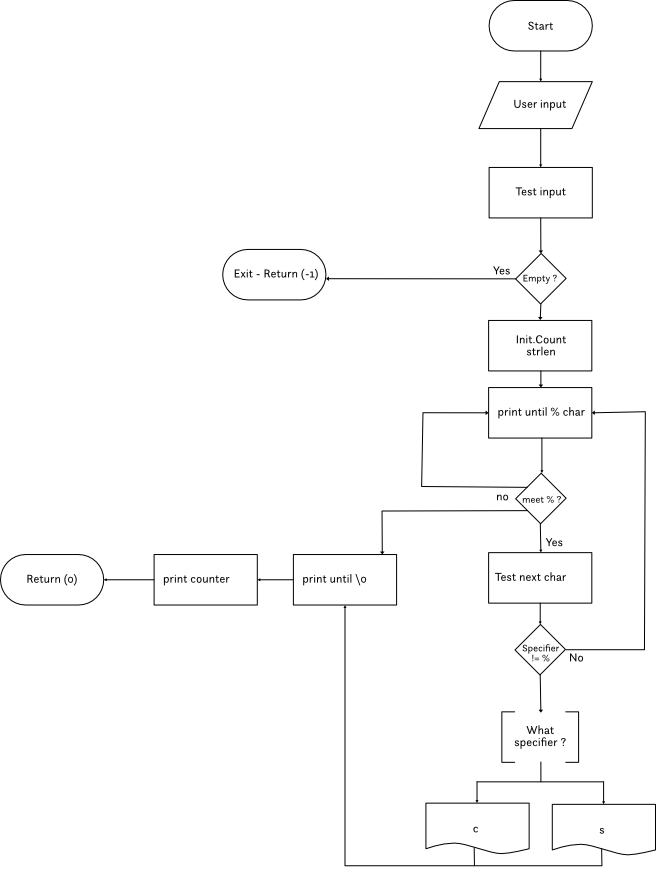 Start
User input
Test input
Yes
Empty ?
Exit - Return (-1)
Init.Count
strlen
print until % char
no
meet % ?
Yes
Return (0)
print counter
print until \o
Test next char
Specifier
!= %
No
What
specifier ?
c
s